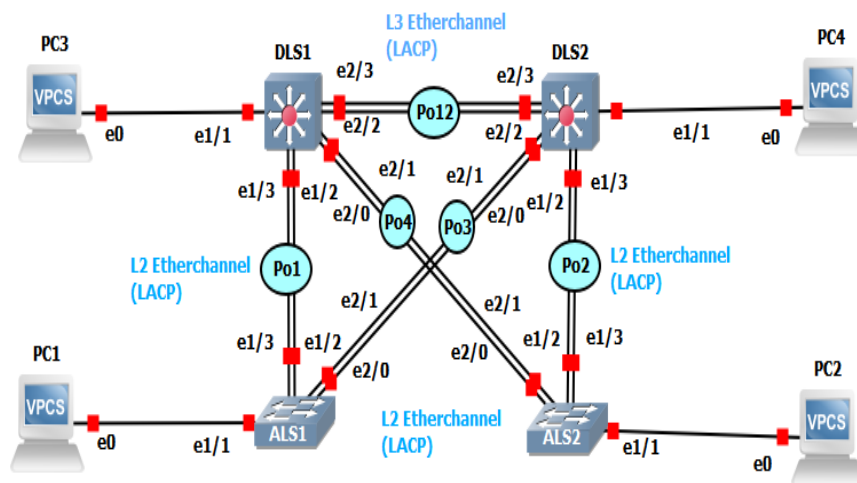 L3 Etherchannel
(LACP)
PC3
DLS1
DLS2
PC4
VPCS
e2/3
e2/3
VPCS
Po12
e0
e1/1
e2/2
e2/2
e1/1
e0
e2/1
e2/1
e1/3
e1/2
e2/0
e2/0
e1/2
e1/3
Po4
Po3
L2 Etherchannel
(LACP)
Po1
Po2
L2 Etherchannel
(LACP)
e2/1
e2/1
e1/3
e1/2
e2/0
e2/0
e1/2
e1/3
PC1
PC2
VPCS
VPCS
ALS1
L2 Etherchannel
(LACP)
ALS2
e0
e1/1
e1/1
e0